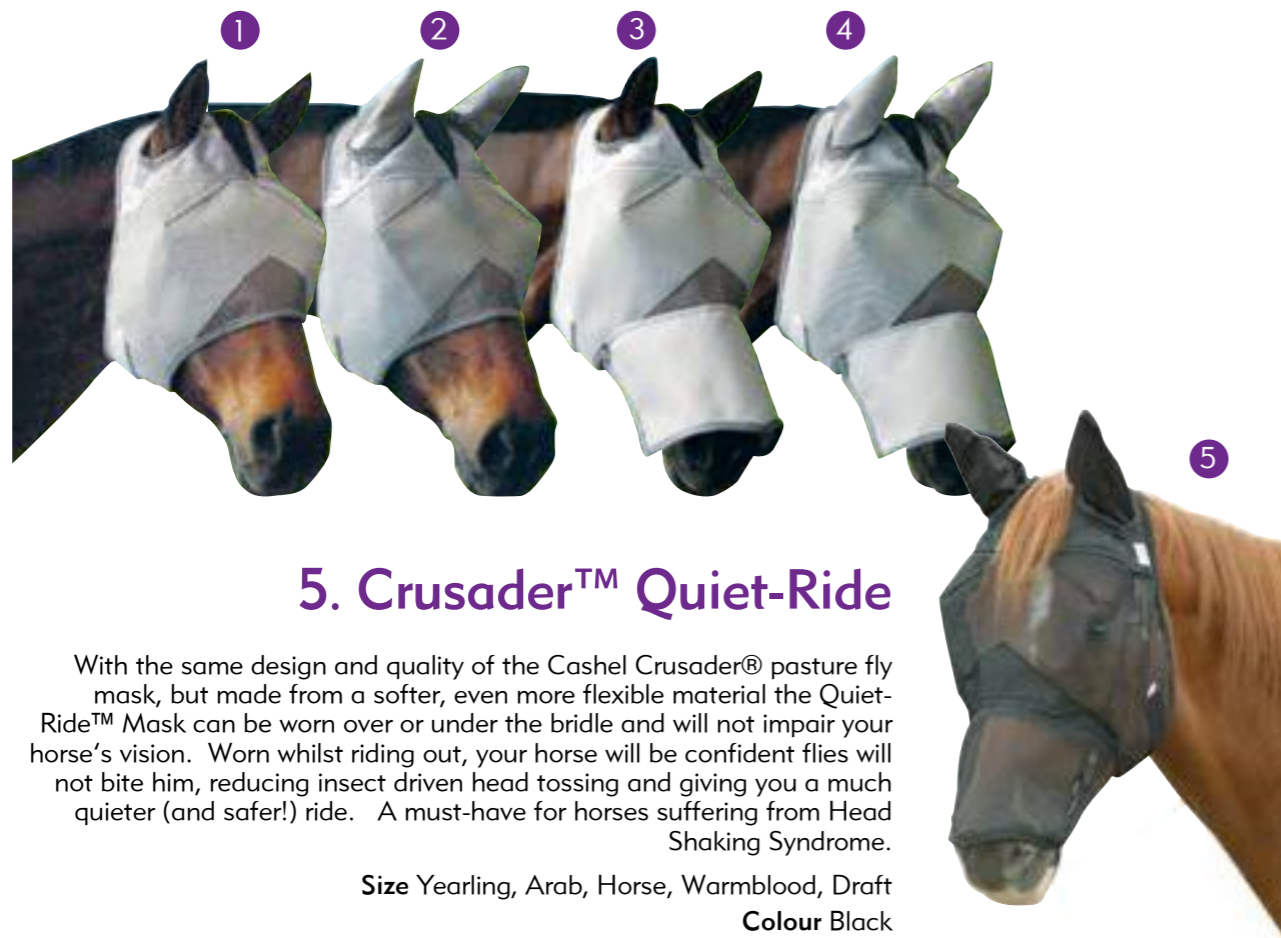 1
2
3
4
5
5. Crusader™ Quiet-Ride
With the same design and quality of the Cashel Crusader® pasture fly
mask, but made from a softer, even more flexible material the Quiet-
Ride™ Mask can be worn over or under the bridle and will not impair your
horse's vision.  Worn whilst riding out, your horse will be confident flies will
not bite him, reducing insect driven head tossing and giving you a much
quieter (and safer!) ride.   A must-have for horses suffering from Head
Shaking Syndrome.
Size Yearling, Arab, Horse, Warmblood, Draft
Colour Black